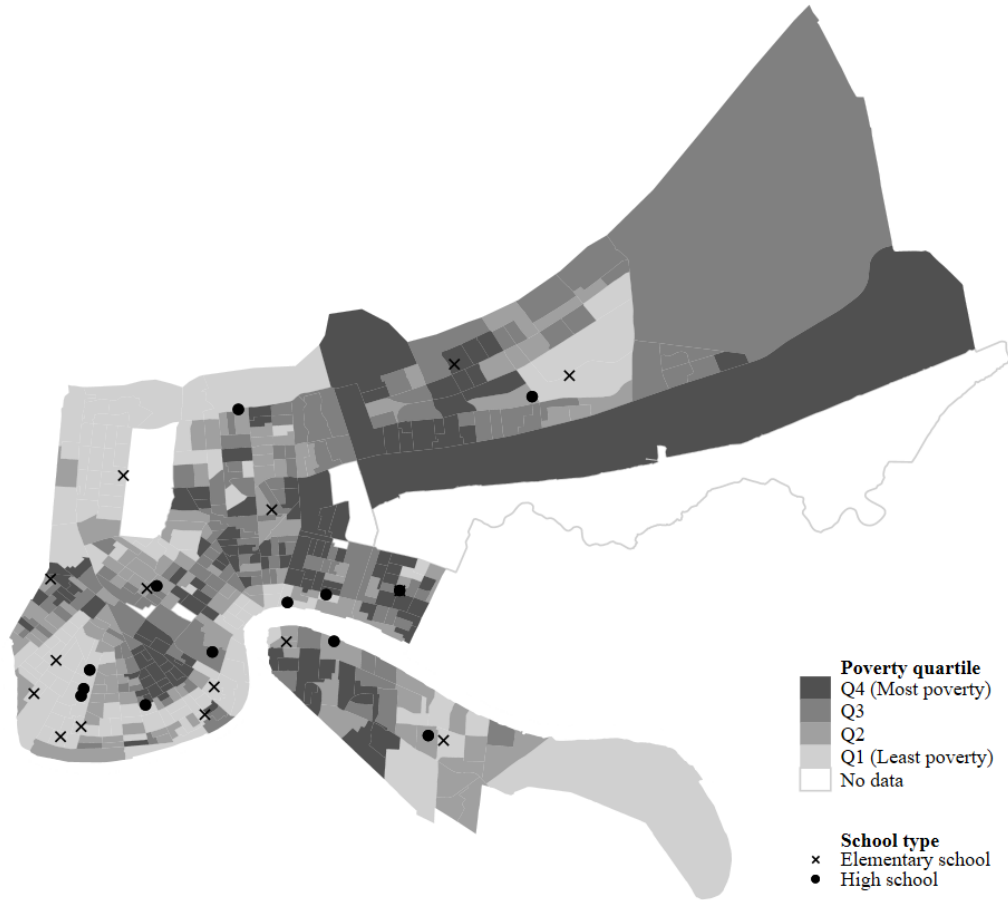 Poverty quartile
Q4 (Most poverty)
Q3
Q2
Q1 (Least poverty)
No data
School type
Elementary school
High school